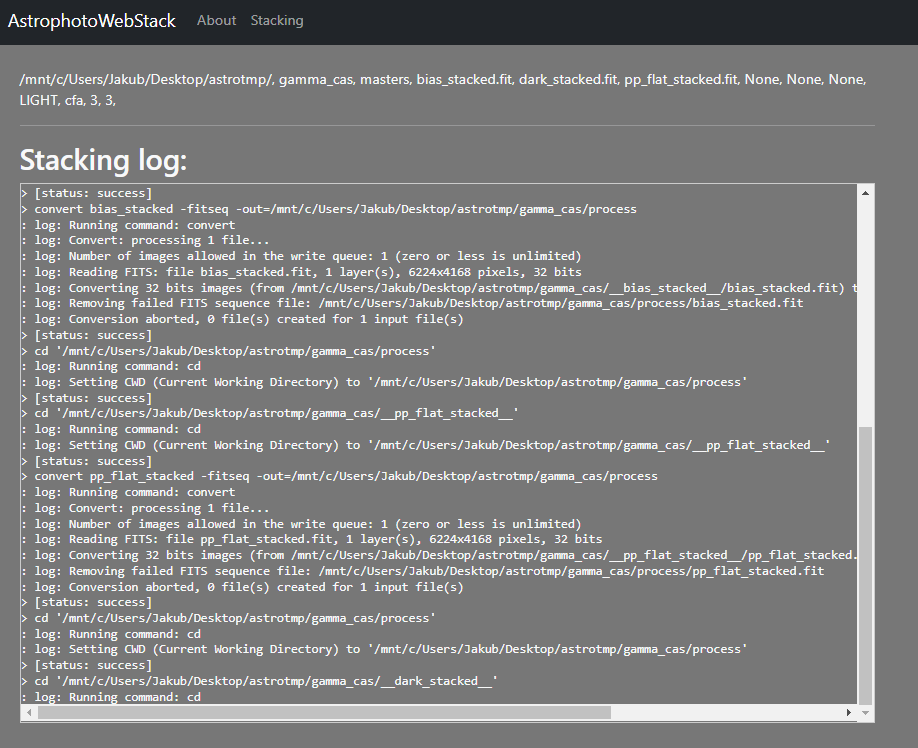 AstrophotoWebStack About Stacking
/mnt/c/Users/Jakub/Desktop/astrotmp/, gamma_cas, masters, bias_stacked.fit, dark_stacked.fit, pp_flat_stacked.fit, None, None, None,
LIGHT, cfa, 3, 3,
Stacking log:
> [status: success]
> convert bias_stacked -fitseq -out=/mnt/c/Users/Jakub/Desktop/astrotmp/gamma_cas/process
: log: Running command: convert
: log: Convert: processing 1 file...
: log: Number of images allowed in the write queue: 1 (zero or less is unlimited)
: log: Reading FITS: file bias_stacked.fit, 1 layer(s), 6224x4168 pixels, 32 bits
: log: Converting 32 bits images (from /mnt/c/Users/Jakub/Desktop/astrotmp/gamma_cas/__bias_stacked__/bias_stacked.fit) t
: log: Removing failed FITS sequence file: /mnt/c/Users/Jakub/Desktop/astrotmp/gamma_cas/process/bias_stacked.fit
: log: Conversion aborted, 0 file(s) created for 1 input file(s)
> [status: success]
> cd '/mnt/c/Users/Jakub/Desktop/astrotmp/gamma_cas/process'
: log: Running command: cd
: log: Setting CWD (Current Working Directory) to '/mnt/c/Users/Jakub/Desktop/astrotmp/gamma_cas/process'
> [status: success]
> cd '/mnt/c/Users/Jakub/Desktop/astrotmp/gamma_cas/__pp_flat_stacked__'
: log: Running command: cd
: log: Setting CWD (Current Working Directory) to '/mnt/c/Users/Jakub/Desktop/astrotmp/gamma_cas/__pp_flat_stacked__'
> [status: success]
> convert pp_flat_stacked -fitseq -out=/mnt/c/Users/Jakub/Desktop/astrotmp/gamma_cas/process
: log: Running command: convert
: log: Convert: processing 1 file...
: log: Number of images allowed in the write queue: 1 (zero or less is unlimited)
: log: Reading FITS: file pp_flat_stacked.fit, 1 layer(s), 6224x4168 pixels, 32 bits
: log: Converting 32 bits images (from /mnt/c/Users/Jakub/Desktop/astrotmp/gamma_cas/__pp_flat_stacked__/pp_flat_stacked.
: log: Removing failed FITS sequence file: /mnt/c/Users/Jakub/Desktop/astrotmp/gamma_cas/process/pp_flat_stacked.fit
: log: Conversion aborted, 0 file(s) created for 1 input file(s)
> [status: success]
> cd '/mnt/c/Users/Jakub/Desktop/astrotmp/gamma_cas/process'
: log: Running command: cd
: log: Setting CWD (Current Working Directory) to '/mnt/c/Users/Jakub/Desktop/astrotmp/gamma_cas/process'
> [status: success]
> cd '/mnt/c/Users/Jakub/Desktop/astrotmp/gamma_cas/__dark_stacked__'
: log: Running command: cd